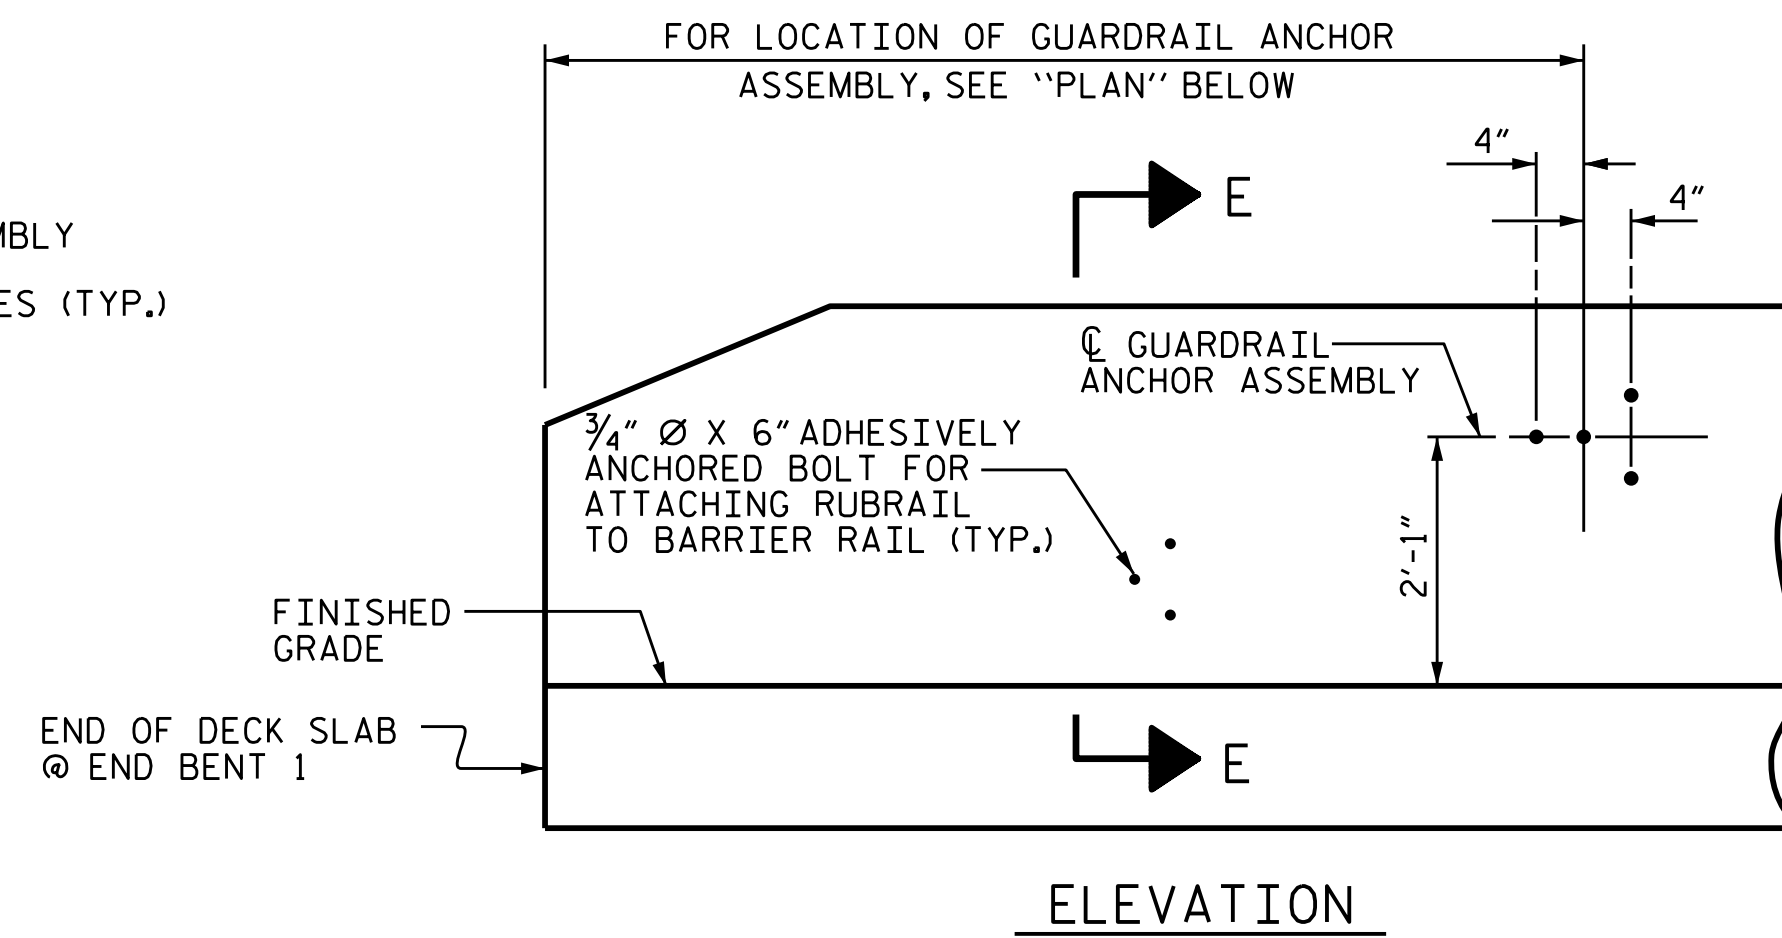 FOR LOCATION OF GUARDRAIL ANCHOR
ASSEMBLY, SEE "PLAN" BELOW
4"
4"
E
(TYP.)
℄ GUARDRAIL
ANCHOR ASSEMBLY
3/4" Ø X 6" ADHESIVELY
ANCHORED BOLT FOR
ATTACHING RUBRAIL
TO BARRIER RAIL (TYP.)
2'-1"
FINISHED
GRADE
END OF DECK SLAB
@ END BENT 1
E
ELEVATION